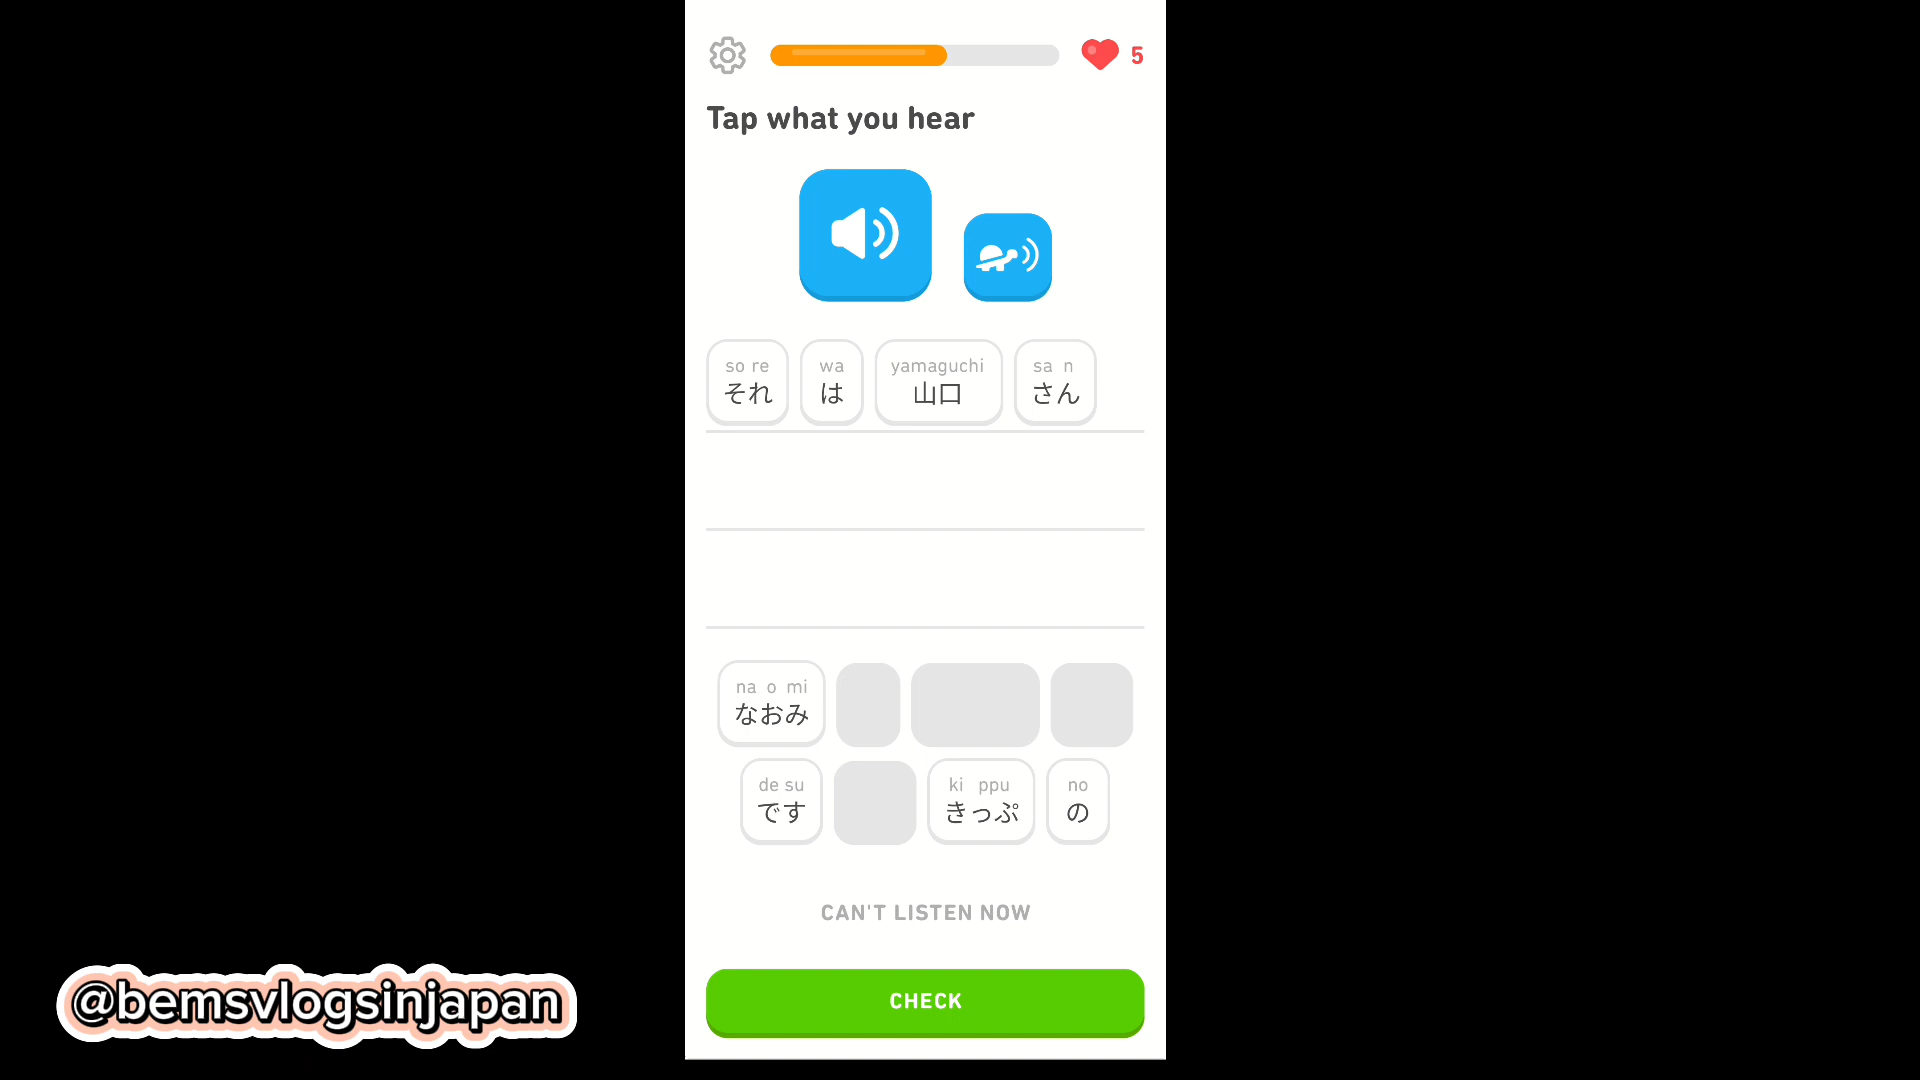 5
Tap what you hear
so re wa yamaguchi sa n
それ は 山口 さん
na o mi
なおみ
de su ki ppu no
です きっぷ の
CAN'T LISTEN NOW
CHECK
@bemsvlogsinjapan